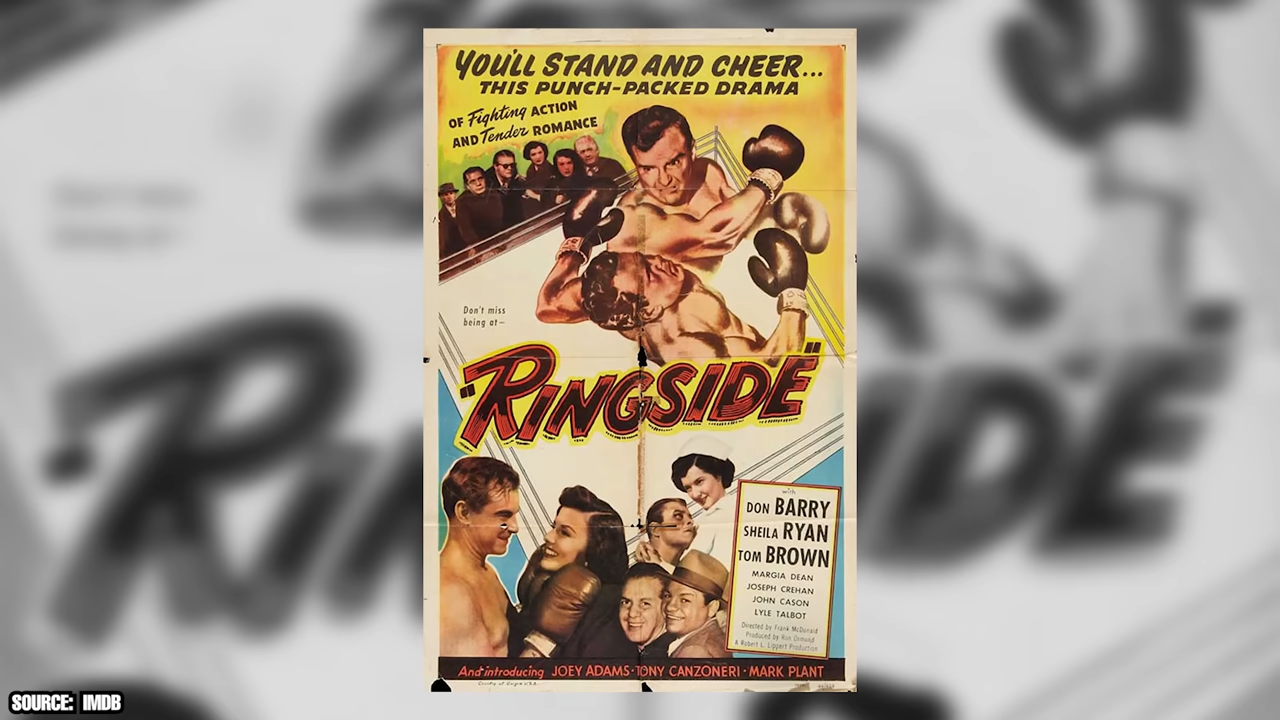 YOU'LL STAND AND CHEER...
THIS PUNCH-PACKED DRAMA
OF Fighting ACTION
AND Tender ROMANCE
Don't miss
being at—
"RINGSIDE"
with
DON BARRY
SHEILA RYAN
TOM BROWN
MARGIA DEAN
JOSEPH CREHAN
JOHN CASON
LYLE TALBOT
Directed by Frank McDonald
Produced by Ron Ormond
A Robert L. Lippert Production
And introducing JOEY ADAMS · TONY CANZONERI · MARK PLANT
SOURCE: IMDB